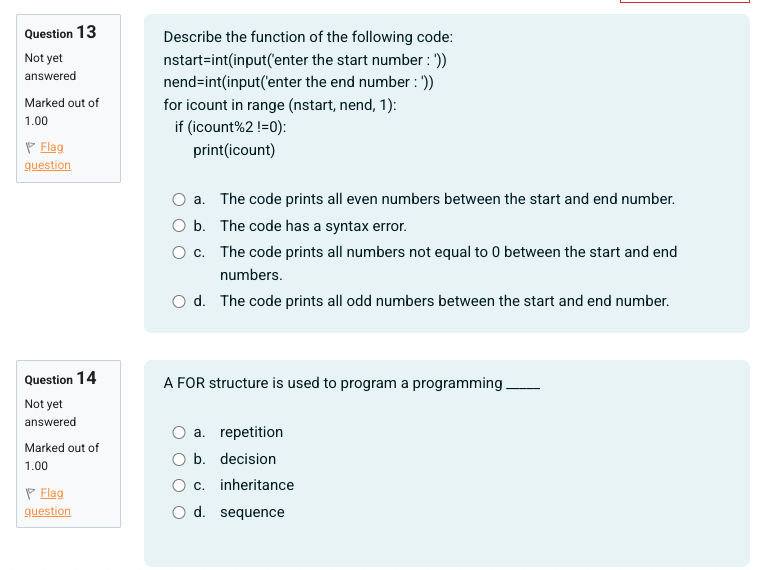 Question 13
Not yet
answered
Marked out of
1.00
Flag
question
Describe the function of the following code:
nstart=int(input('enter the start number : '))
nend=int(input('enter the end number : '))
for icount in range (nstart, nend, 1):
if (icount%2 !=0):
print(icount)
a. The code prints all even numbers between the start and end number.
b. The code has a syntax error.
c. The code prints all numbers not equal to 0 between the start and end
numbers.
d. The code prints all odd numbers between the start and end number.
Question 14
Not yet
answered
Marked out of
1.00
Flag
question
A FOR structure is used to program a programming _____
a. repetition
b. decision
c. inheritance
d. sequence